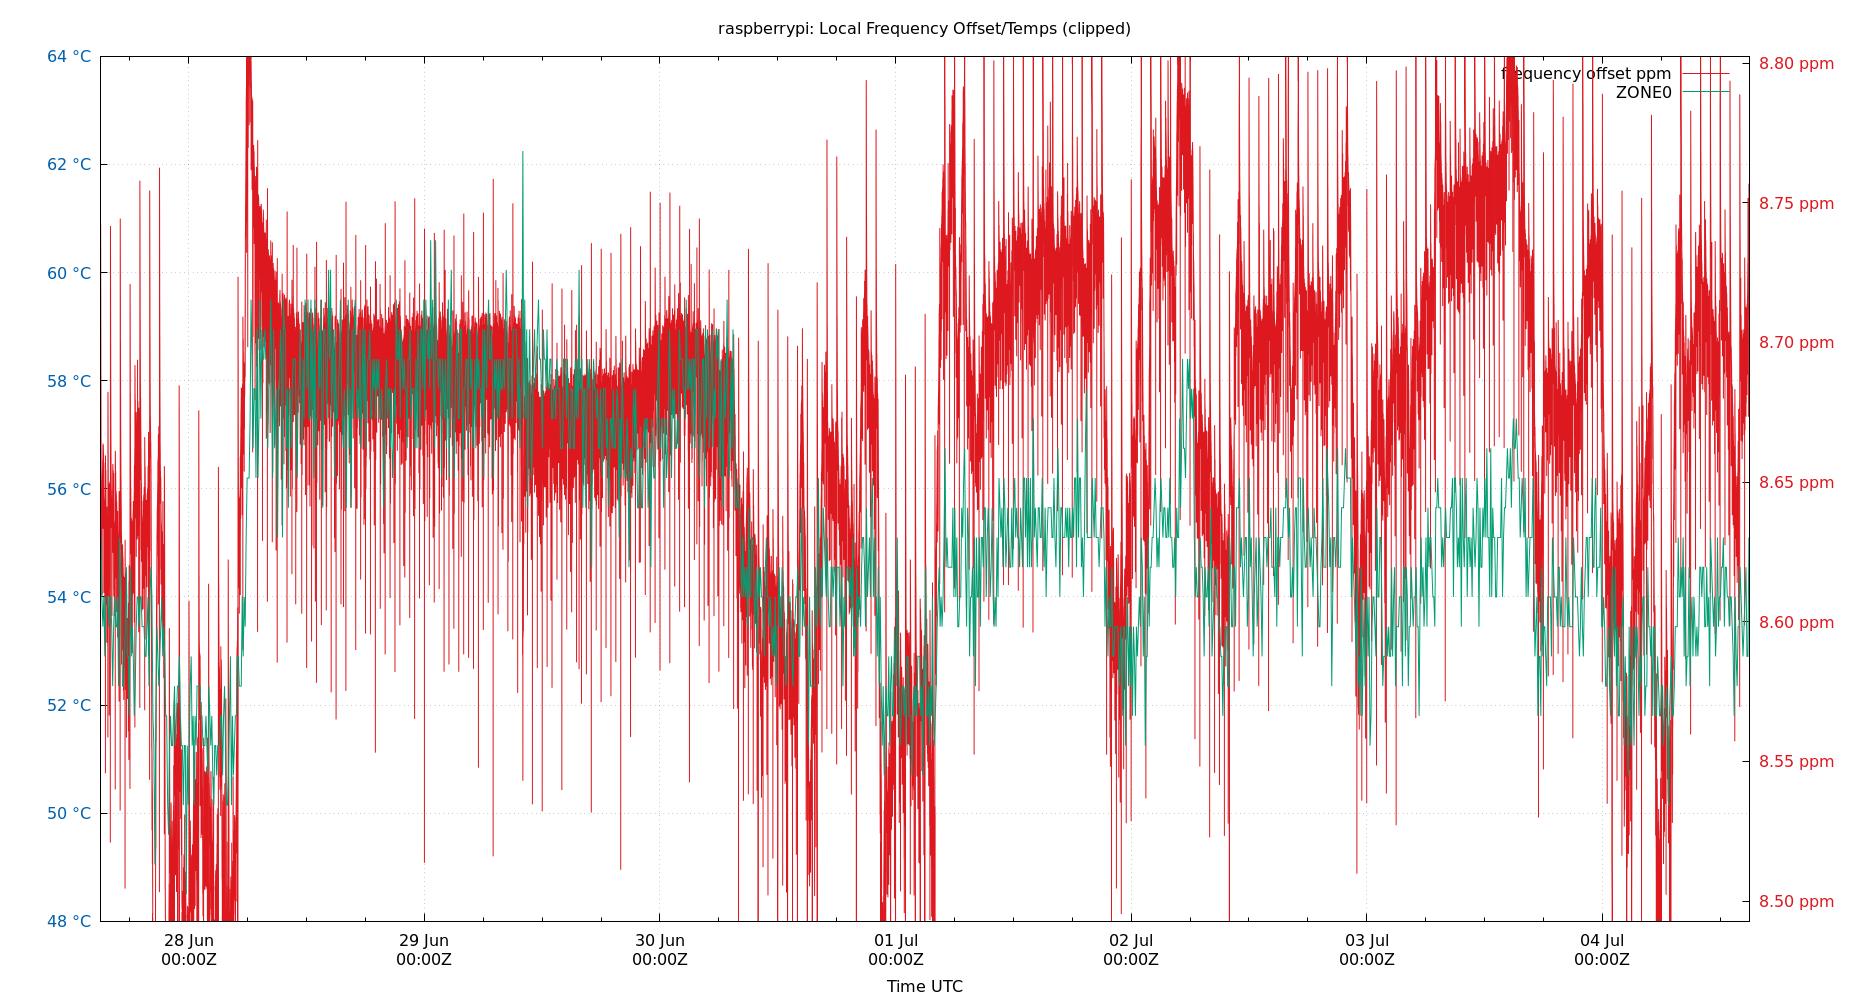 raspberrypi: Local Frequency Offset/Temps (clipped)
64 °C
62 °C
60 °C
58 °C
56 °C
54 °C
52 °C
50 °C
48 °C
8.80 ppm
8.75 ppm
8.70 ppm
8.65 ppm
8.60 ppm
8.55 ppm
8.50 ppm
frequency offset ppm
ZONE0
28 Jun
00:00Z
29 Jun
00:00Z
30 Jun
00:00Z
01 Jul
00:00Z
02 Jul
00:00Z
03 Jul
00:00Z
04 Jul
00:00Z
Time UTC